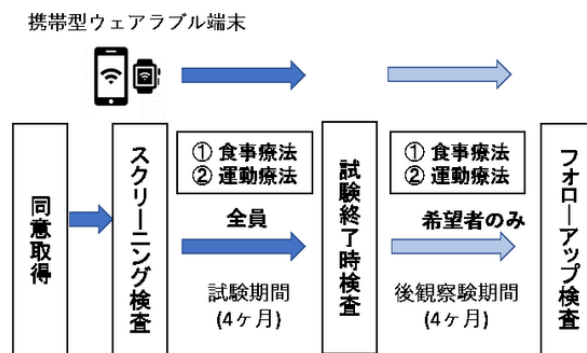 携帯型ウェアラブル端末
同意取得
スクリーニング検査
① 食事療法
② 運動療法
全員
試験期間
(4ヶ月)
試験終了時検査
① 食事療法
② 運動療法
希望者のみ
後観察験期間
(4ヶ月)
フォローアップ検査